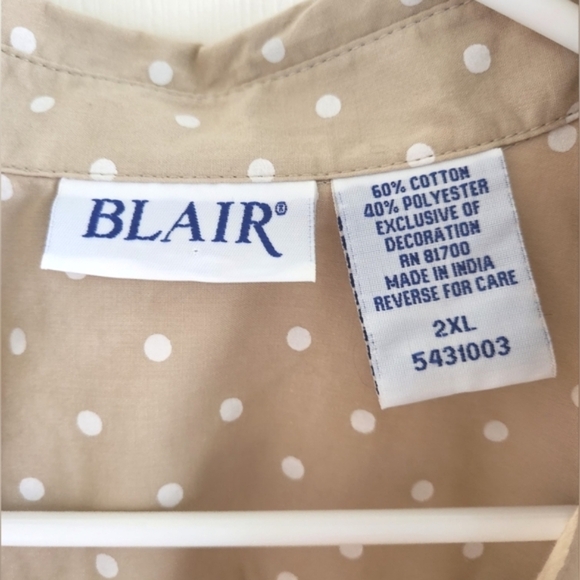 BLAIR®
60% COTTON
40% POLYESTER
EXCLUSIVE OF
DECORATION
RN 81700
MADE IN INDIA
REVERSE FOR CARE
2XL
5431003